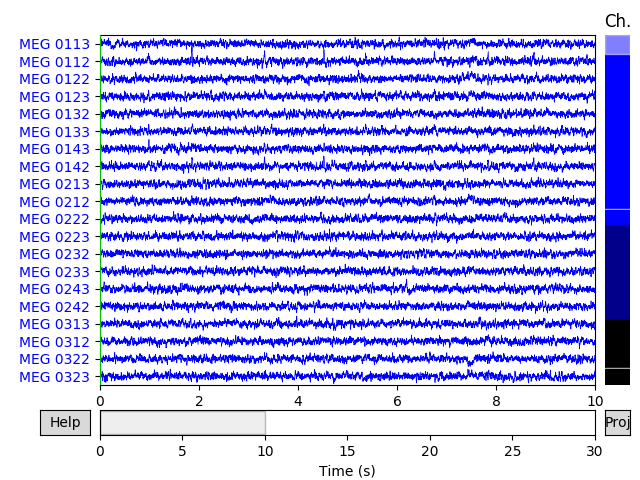 Ch.
MEG 0113
MEG 0112
MEG 0122
MEG 0123
MEG 0132
MEG 0133
MEG 0143
MEG 0142
MEG 0213
MEG 0212
MEG 0222
MEG 0223
MEG 0232
MEG 0233
MEG 0243
MEG 0242
MEG 0313
MEG 0312
MEG 0322
MEG 0323
0 2 4 6 8 10
Help Proj
0 5 10 15 20 25 30
Time (s)